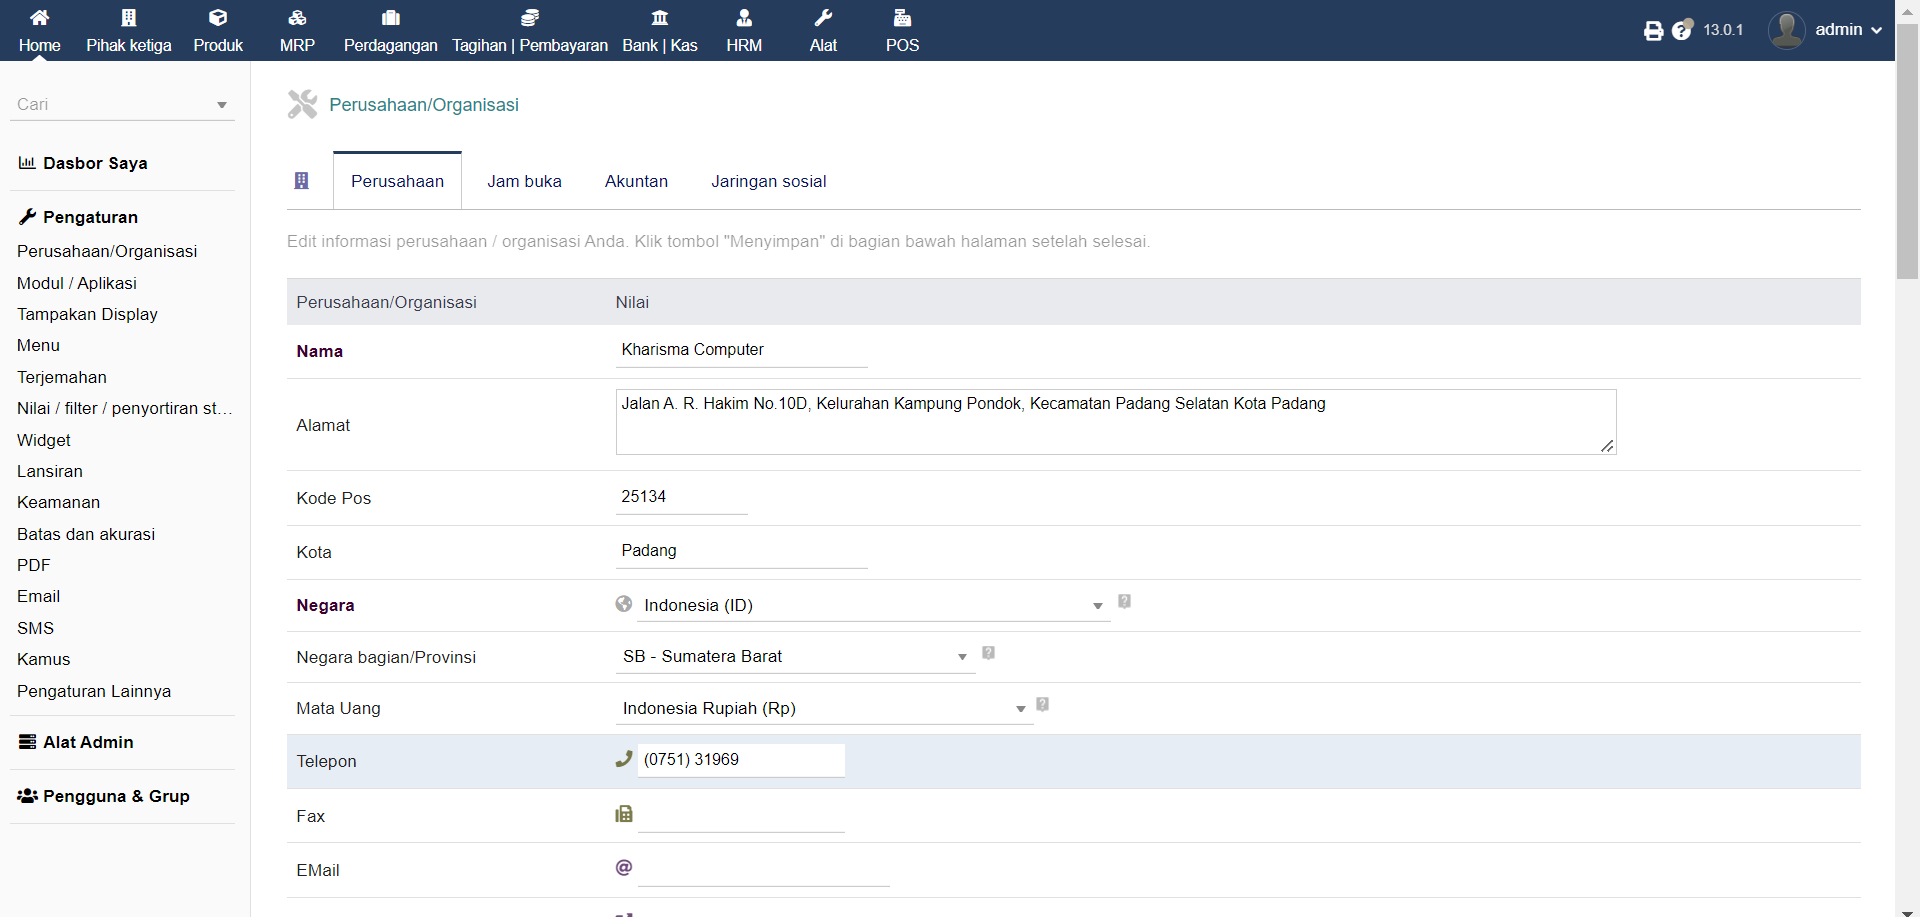 Home
Pihak ketiga
Produk
MRP
Perdagangan
Tagihan | Pembayaran
Bank | Kas
HRM
Alat
POS
13.0.1
admin
Cari
Dasbor Saya
Pengaturan
Perusahaan/Organisasi
Modul / Aplikasi
Tampakan Display
Menu
Terjemahan
Nilai / filter / penyortiran st...
Widget
Lansiran
Keamanan
Batas dan akurasi
PDF
Email
SMS
Kamus
Pengaturan Lainnya
Alat Admin
Pengguna & Grup
Perusahaan/Organisasi
Perusahaan
Jam buka
Akuntan
Jaringan sosial
Edit informasi perusahaan / organisasi Anda. Klik tombol "Menyimpan" di bagian bawah halaman setelah selesai.
Perusahaan/Organisasi Nilai
Nama Kharisma Computer
Alamat Jalan A. R. Hakim No.10D, Kelurahan Kampung Pondok, Kecamatan Padang Selatan Kota Padang
Kode Pos 25134
Kota Padang
Negara Indonesia (ID)
Negara bagian/Provinsi SB - Sumatera Barat
Mata Uang Indonesia Rupiah (Rp)
Telepon (0751) 31969
Fax
EMail